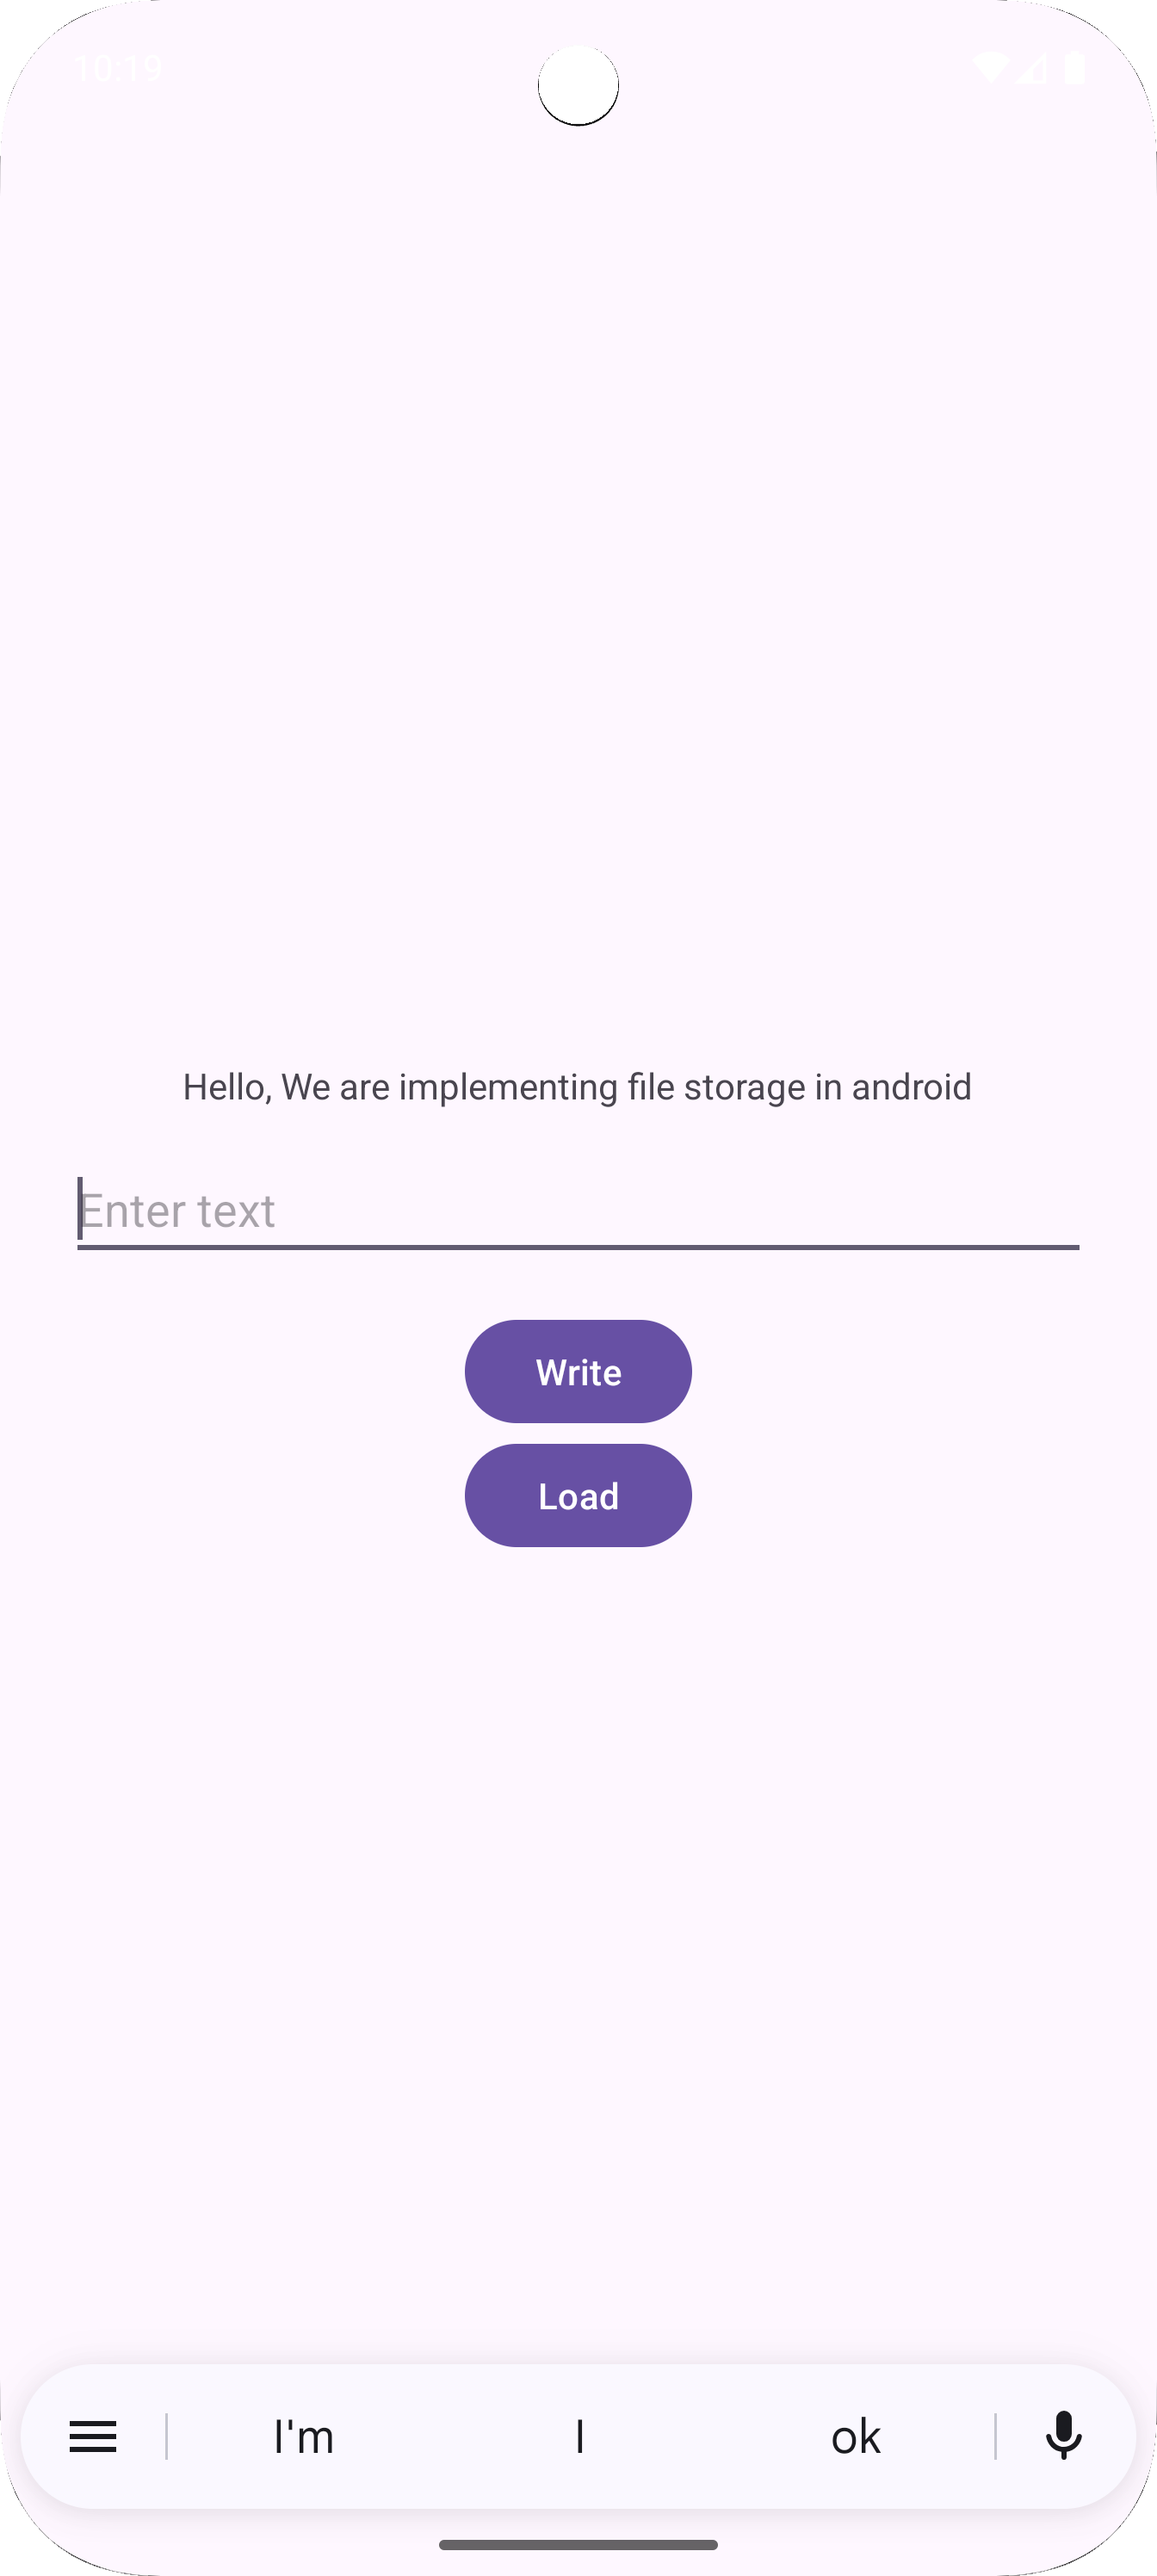 10:19
Hello, We are implementing file storage in android
Enter text
Write
Load
I'm I ok